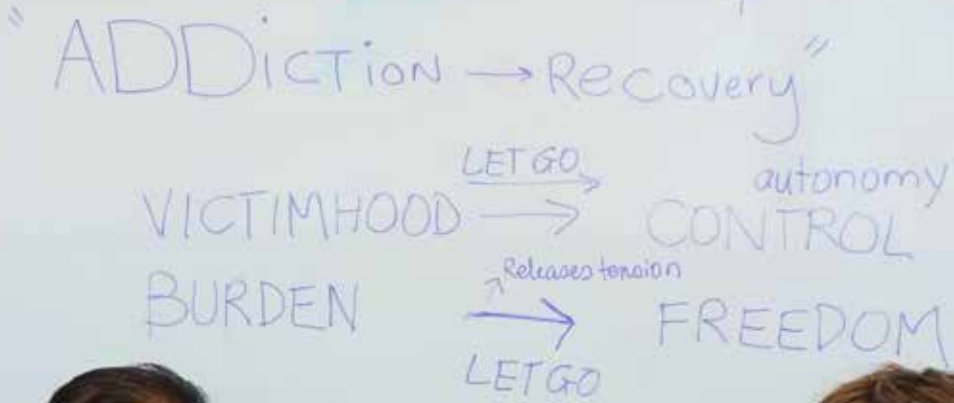 "ADDiCTiON → Recovery"
LET GO
autonomy
VICTIMHOOD → CONTROL
Releases tension
BURDEN → FREEDOM
LET GO